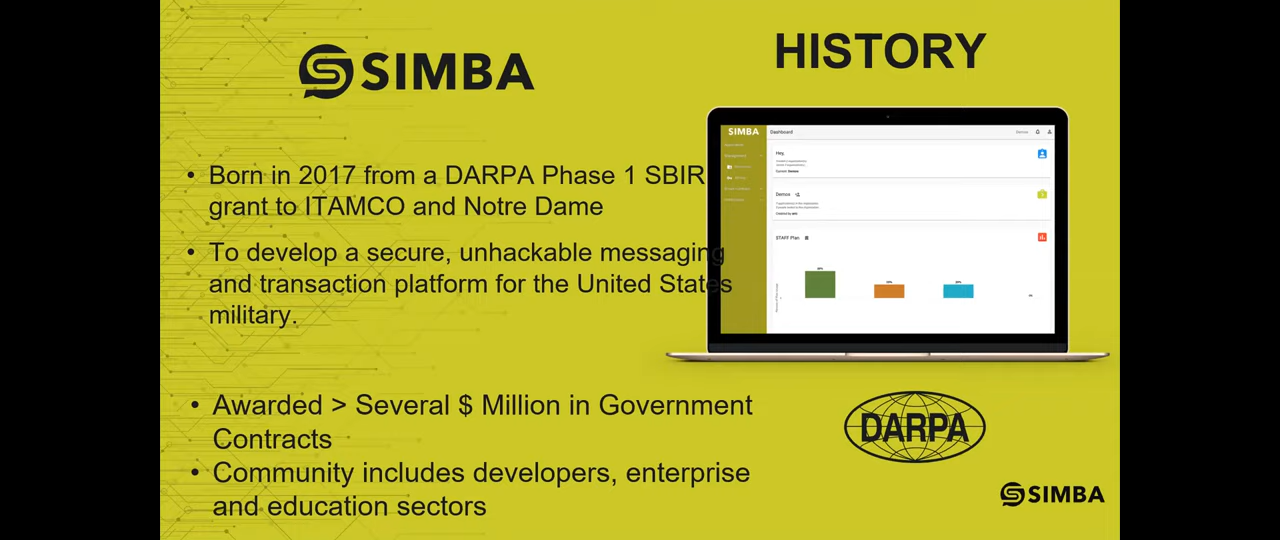 SIMBA
HISTORY
• Born in 2017 from a DARPA Phase 1 SBIR
grant to ITAMCO and Notre Dame
• To develop a secure, unhackable messaging
and transaction platform for the United States
military.
• Awarded > Several $ Million in Government
Contracts
• Community includes developers, enterprise
and education sectors
SIMBA
Dashboard
Hey,
Demos
STAFF Plan
DARPA
SIMBA